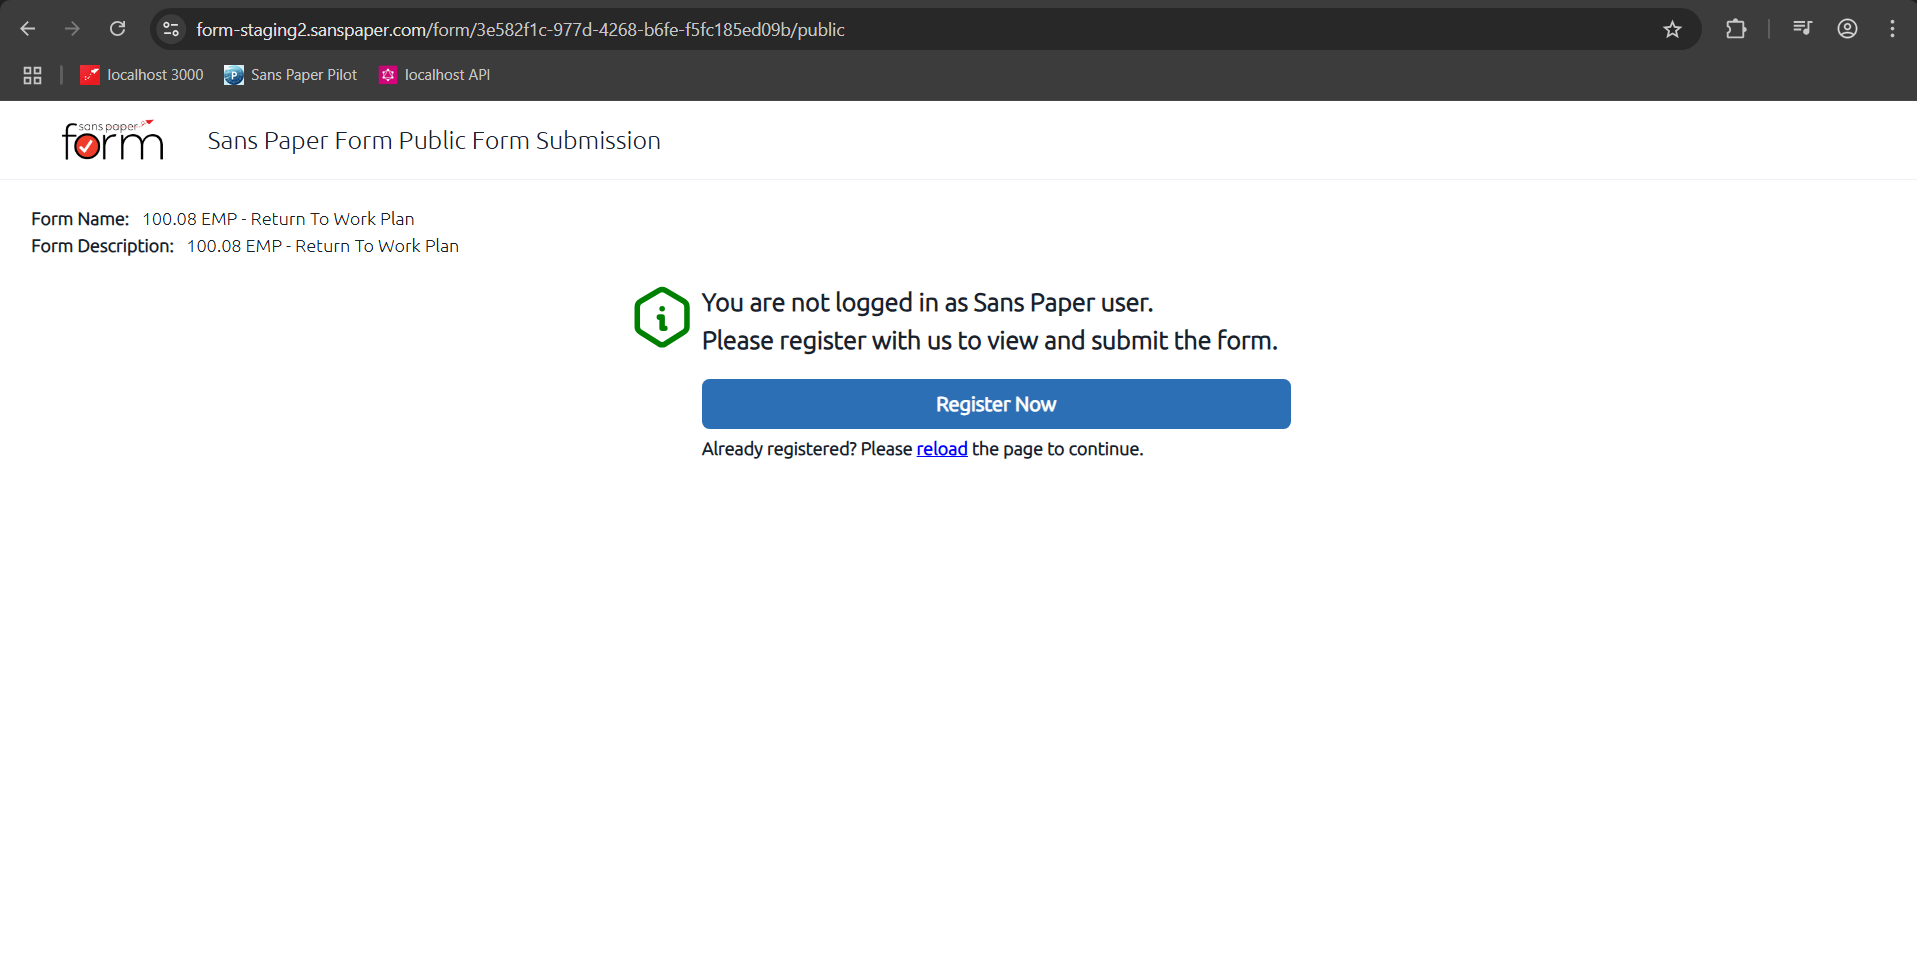 form-staging2.sanspaper.com/form/3e582f1c-977d-4268-b6fe-f5fc185ed09b/public
localhost 3000
Sans Paper Pilot
localhost API
sans paper
form
Sans Paper Form Public Form Submission
Form Name: 100.08 EMP - Return To Work Plan
Form Description: 100.08 EMP - Return To Work Plan
You are not logged in as Sans Paper user.
Please register with us to view and submit the form.
Register Now
Already registered? Please reload the page to continue.